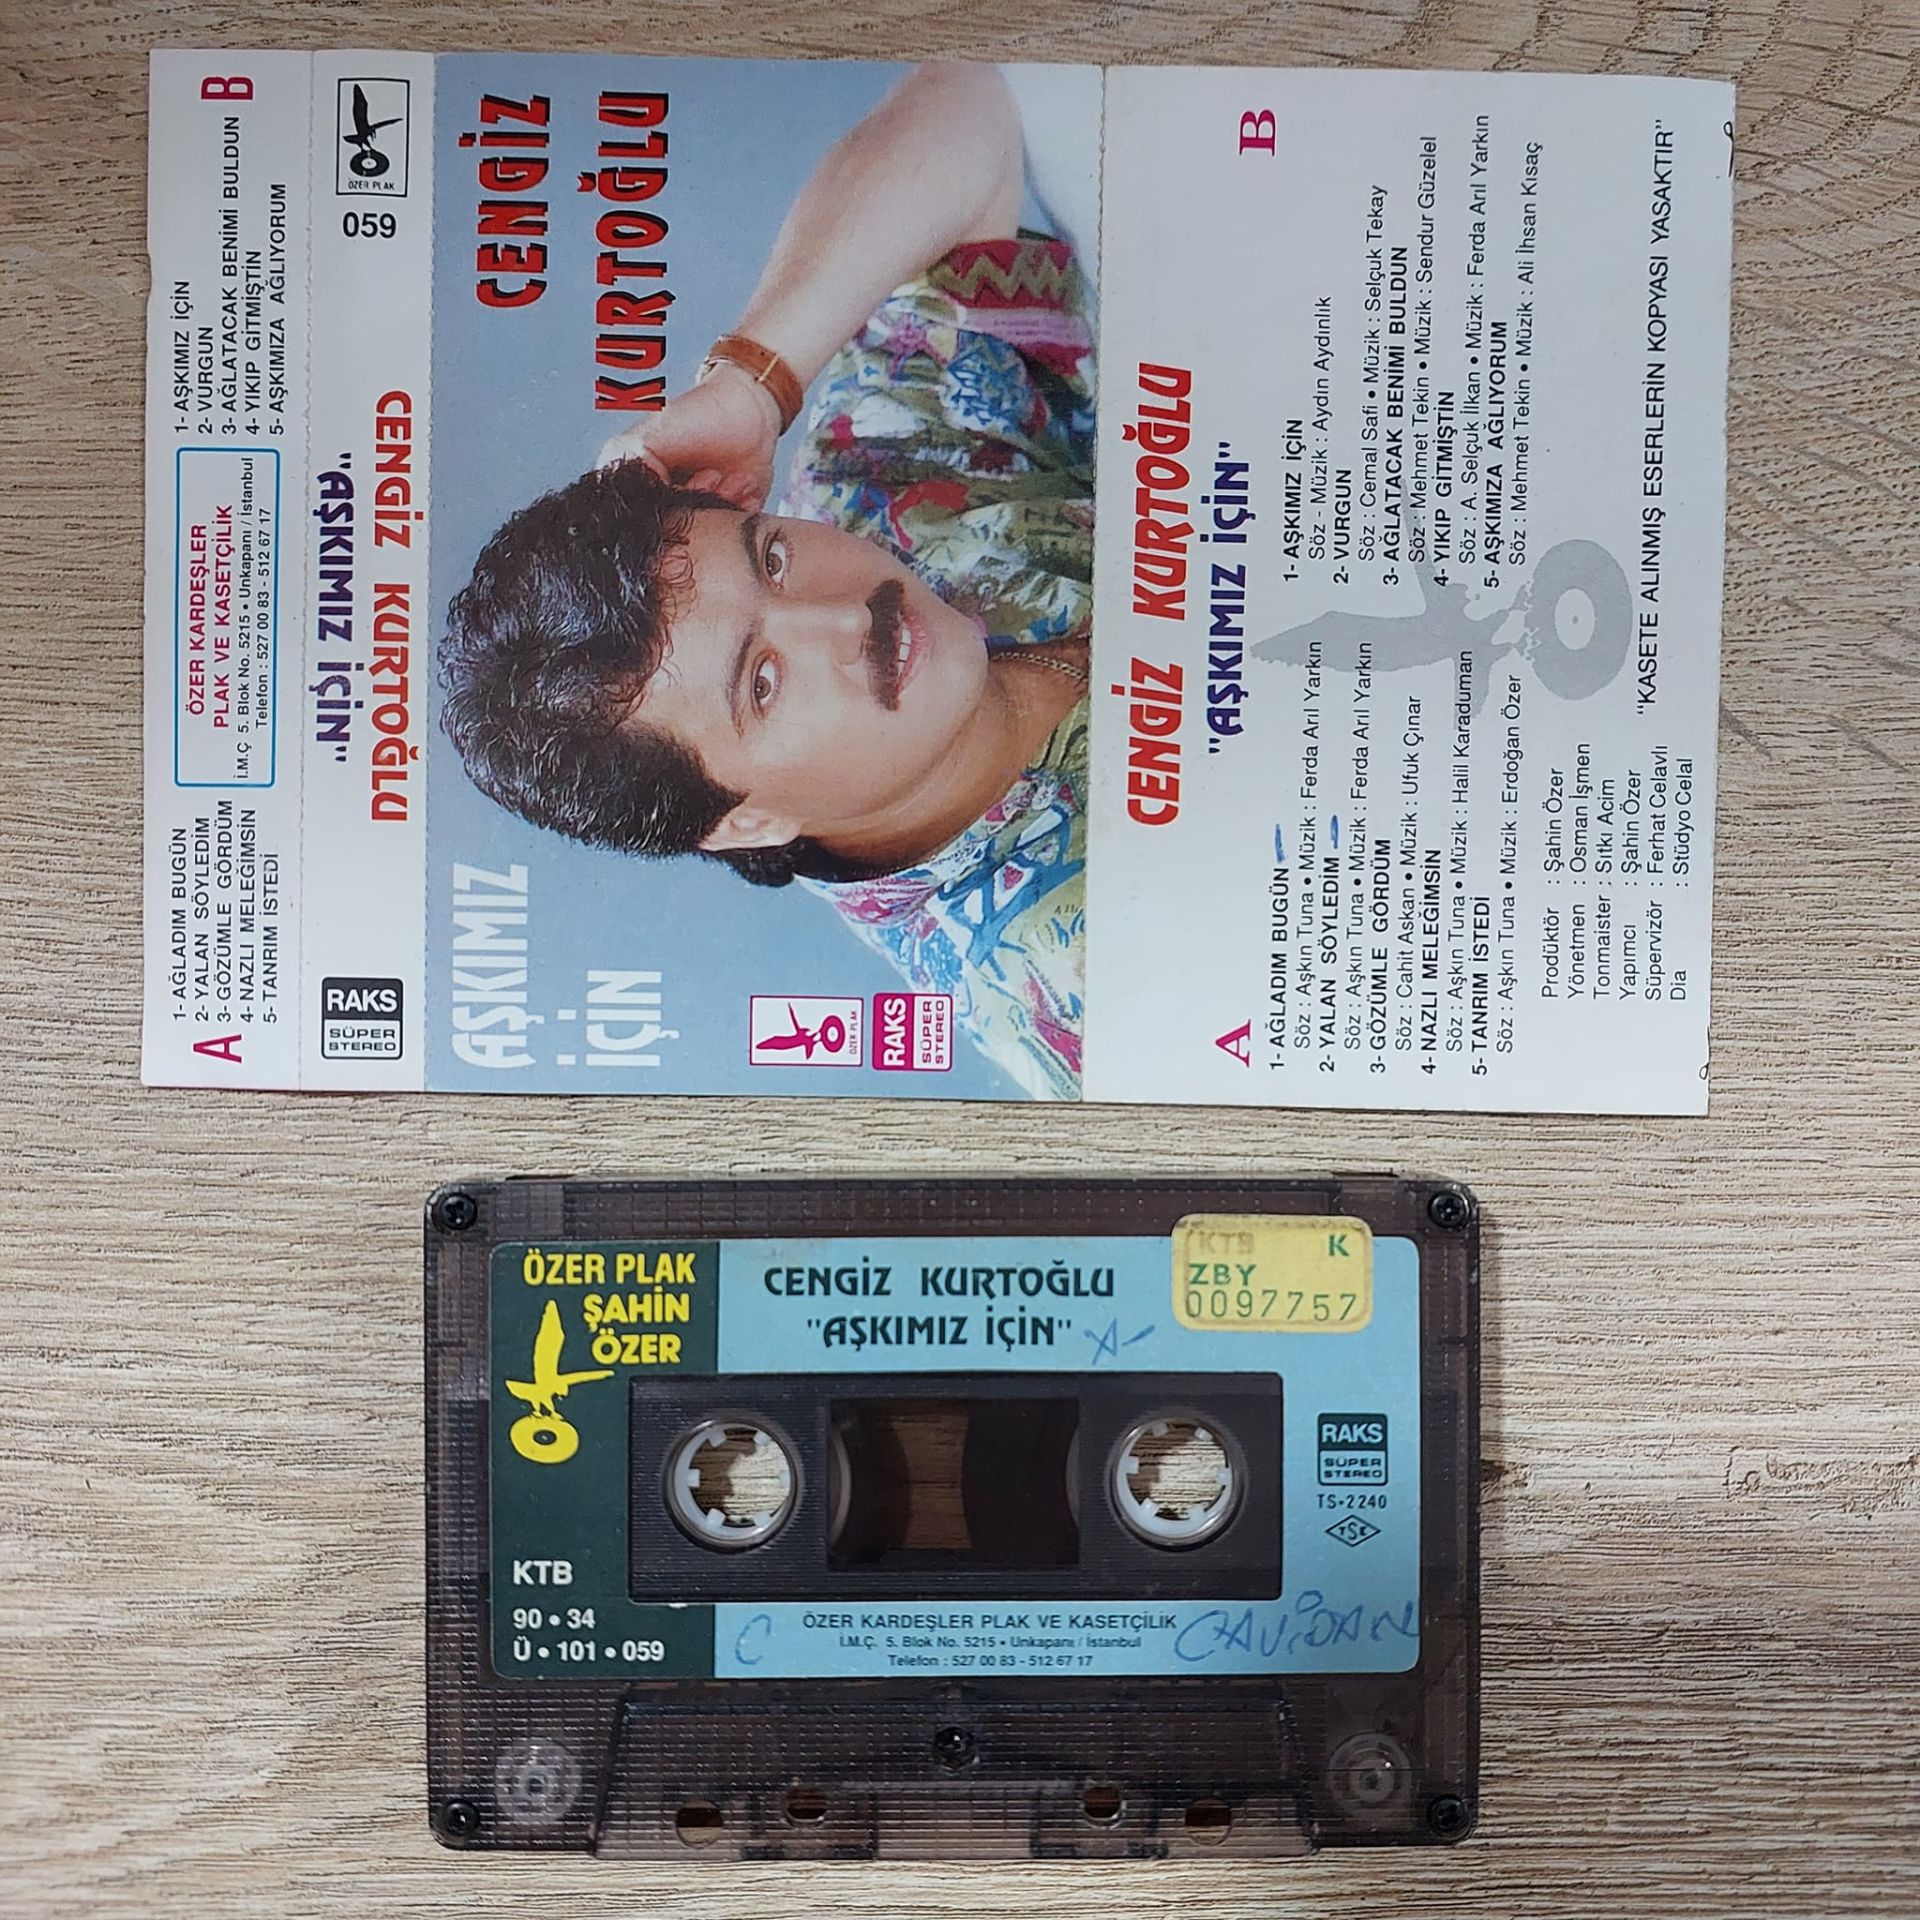 A
1- AĞLADIM BUGÜN
2- YALAN SÖYLEDİM
3- GÖZÜMLE GÖRDÜM
4- NAZLI MELEĞİMSİN
5- TANRIM İSTEDİ
ÖZER KARDEŞLER
PLAK VE KASETÇİLİK
İ.M.Ç 5. Blok No. 5215 • Unkapanı / İstanbul
Telefon : 527 00 83 - 512 67 17
B
1- AŞKIMIZ İÇİN
2- VURGUN
3- AĞLATACAK BENİMİ BULDUN
4- YIKIP GİTMİŞTİN
5- AŞKIMIZA AĞLIYORUM
RAKS
SÜPER
STEREO
"AŞKIMIZ İÇİN"
CENGİZ KURTOĞLU
ÖZER PLAK
059
AŞKIMIZ
İÇİN
CENGİZ
KURTOĞLU
ÖZER PLAK
RAKS
SÜPER
STEREO
CENGİZ KURTOĞLU
"AŞKIMIZ İÇİN"
A
1- AĞLADIM BUGÜN
Söz : Aşkın Tuna • Müzik : Ferda Arıl Yarkın
2- YALAN SÖYLEDİM
Söz : Aşkın Tuna • Müzik : Ferda Arıl Yarkın
3- GÖZÜMLE GÖRDÜM
Söz : Cahit Askan • Müzik : Ufuk Çınar
4- NAZLI MELEĞİMSİN
Söz : Aşkın Tuna • Müzik : Halil Karaduman
5- TANRIM İSTEDİ
Söz : Aşkın Tuna • Müzik : Erdoğan Özer
B
1- AŞKIMIZ İÇİN
Söz - Müzik : Aydın Aydınlık
2- VURGUN
Söz : Cemal Safi • Müzik : Selçuk Tekay
3- AĞLATACAK BENİMİ BULDUN
Söz : Mehmet Tekin • Müzik : Sendur Güzelel
4- YIKIP GİTMİŞTİN
Söz : A. Selçuk İlkan • Müzik : Ferda Arıl Yarkın
5- AŞKIMIZA AĞLIYORUM
Söz : Mehmet Tekin • Müzik : Ali İhsan Kısaç
Prodüktör : Şahin Özer
Yönetmen : Osman İşmen
Tonmaister : Sıtkı Acim
Yapımcı : Şahin Özer
Süpervizör : Ferhat Celavlı
Dia : Stüdyo Celal
"KASETE ALINMIŞ ESERLERİN KOPYASI YASAKTIR"
ÖZER PLAK
ŞAHİN
ÖZER
CENGİZ KURTOĞLU
"AŞKIMIZ İÇİN"
A-
KTB K
ZBY
0097757
RAKS
SÜPER
STEREO
TS-2240
TSE
KTB
90 • 34
Ü • 101 • 059
ÖZER KARDEŞLER PLAK VE KASETÇİLİK
İ.M.Ç. 5. Blok No. 5215 • Unkapanı / İstanbul
Telefon : 527 00 83 - 512 67 17
C
CAVİDAN